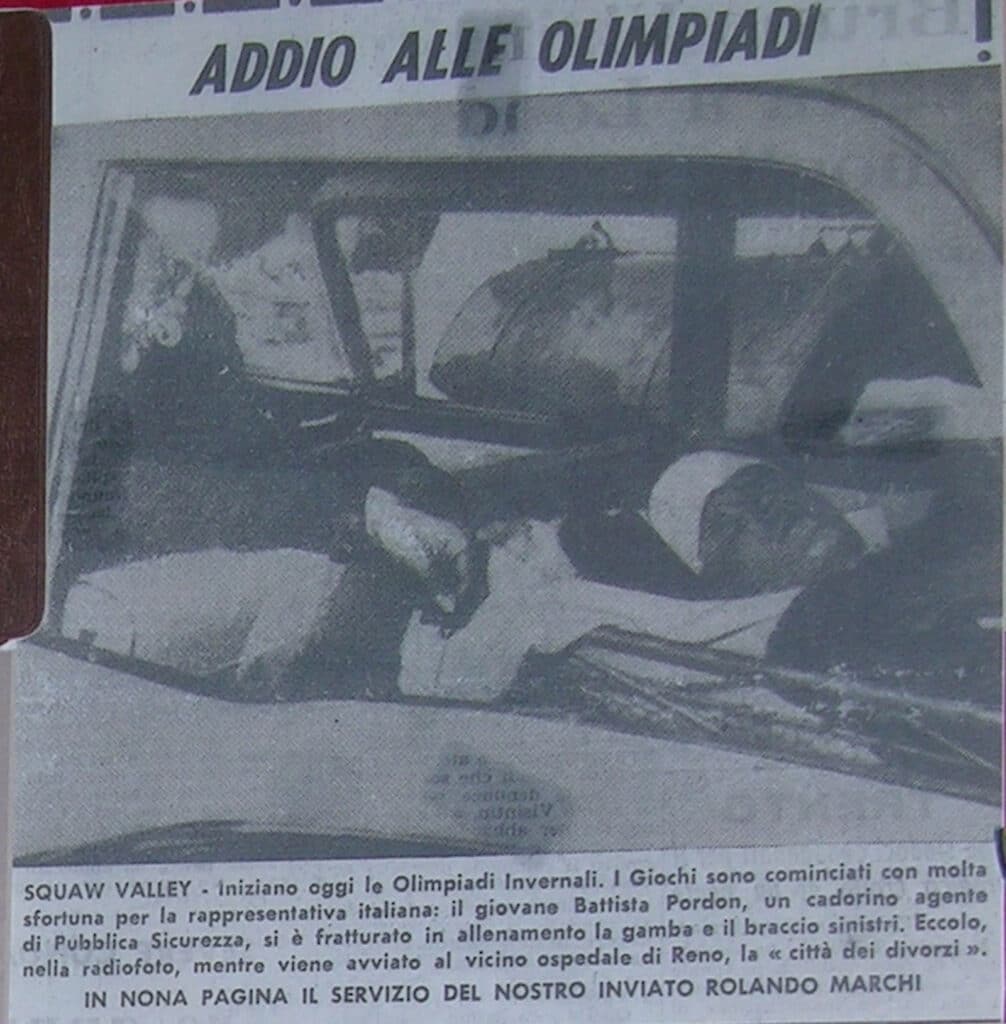 ADDIO ALLE OLIMPIADI
SQUAW VALLEY - Iniziano oggi le Olimpiadi Invernali. I Giochi sono cominciati con molta
sfortuna per la rappresentativa italiana: il giovane Battista Pordon, un cadorino agente
di Pubblica Sicurezza, si è fratturato in allenamento la gamba e il braccio sinistri. Eccolo,
nella radiofoto, mentre viene avviato al vicino ospedale di Reno, la « città dei divorzi ».
IN NONA PAGINA IL SERVIZIO DEL NOSTRO INVIATO ROLANDO MARCHI